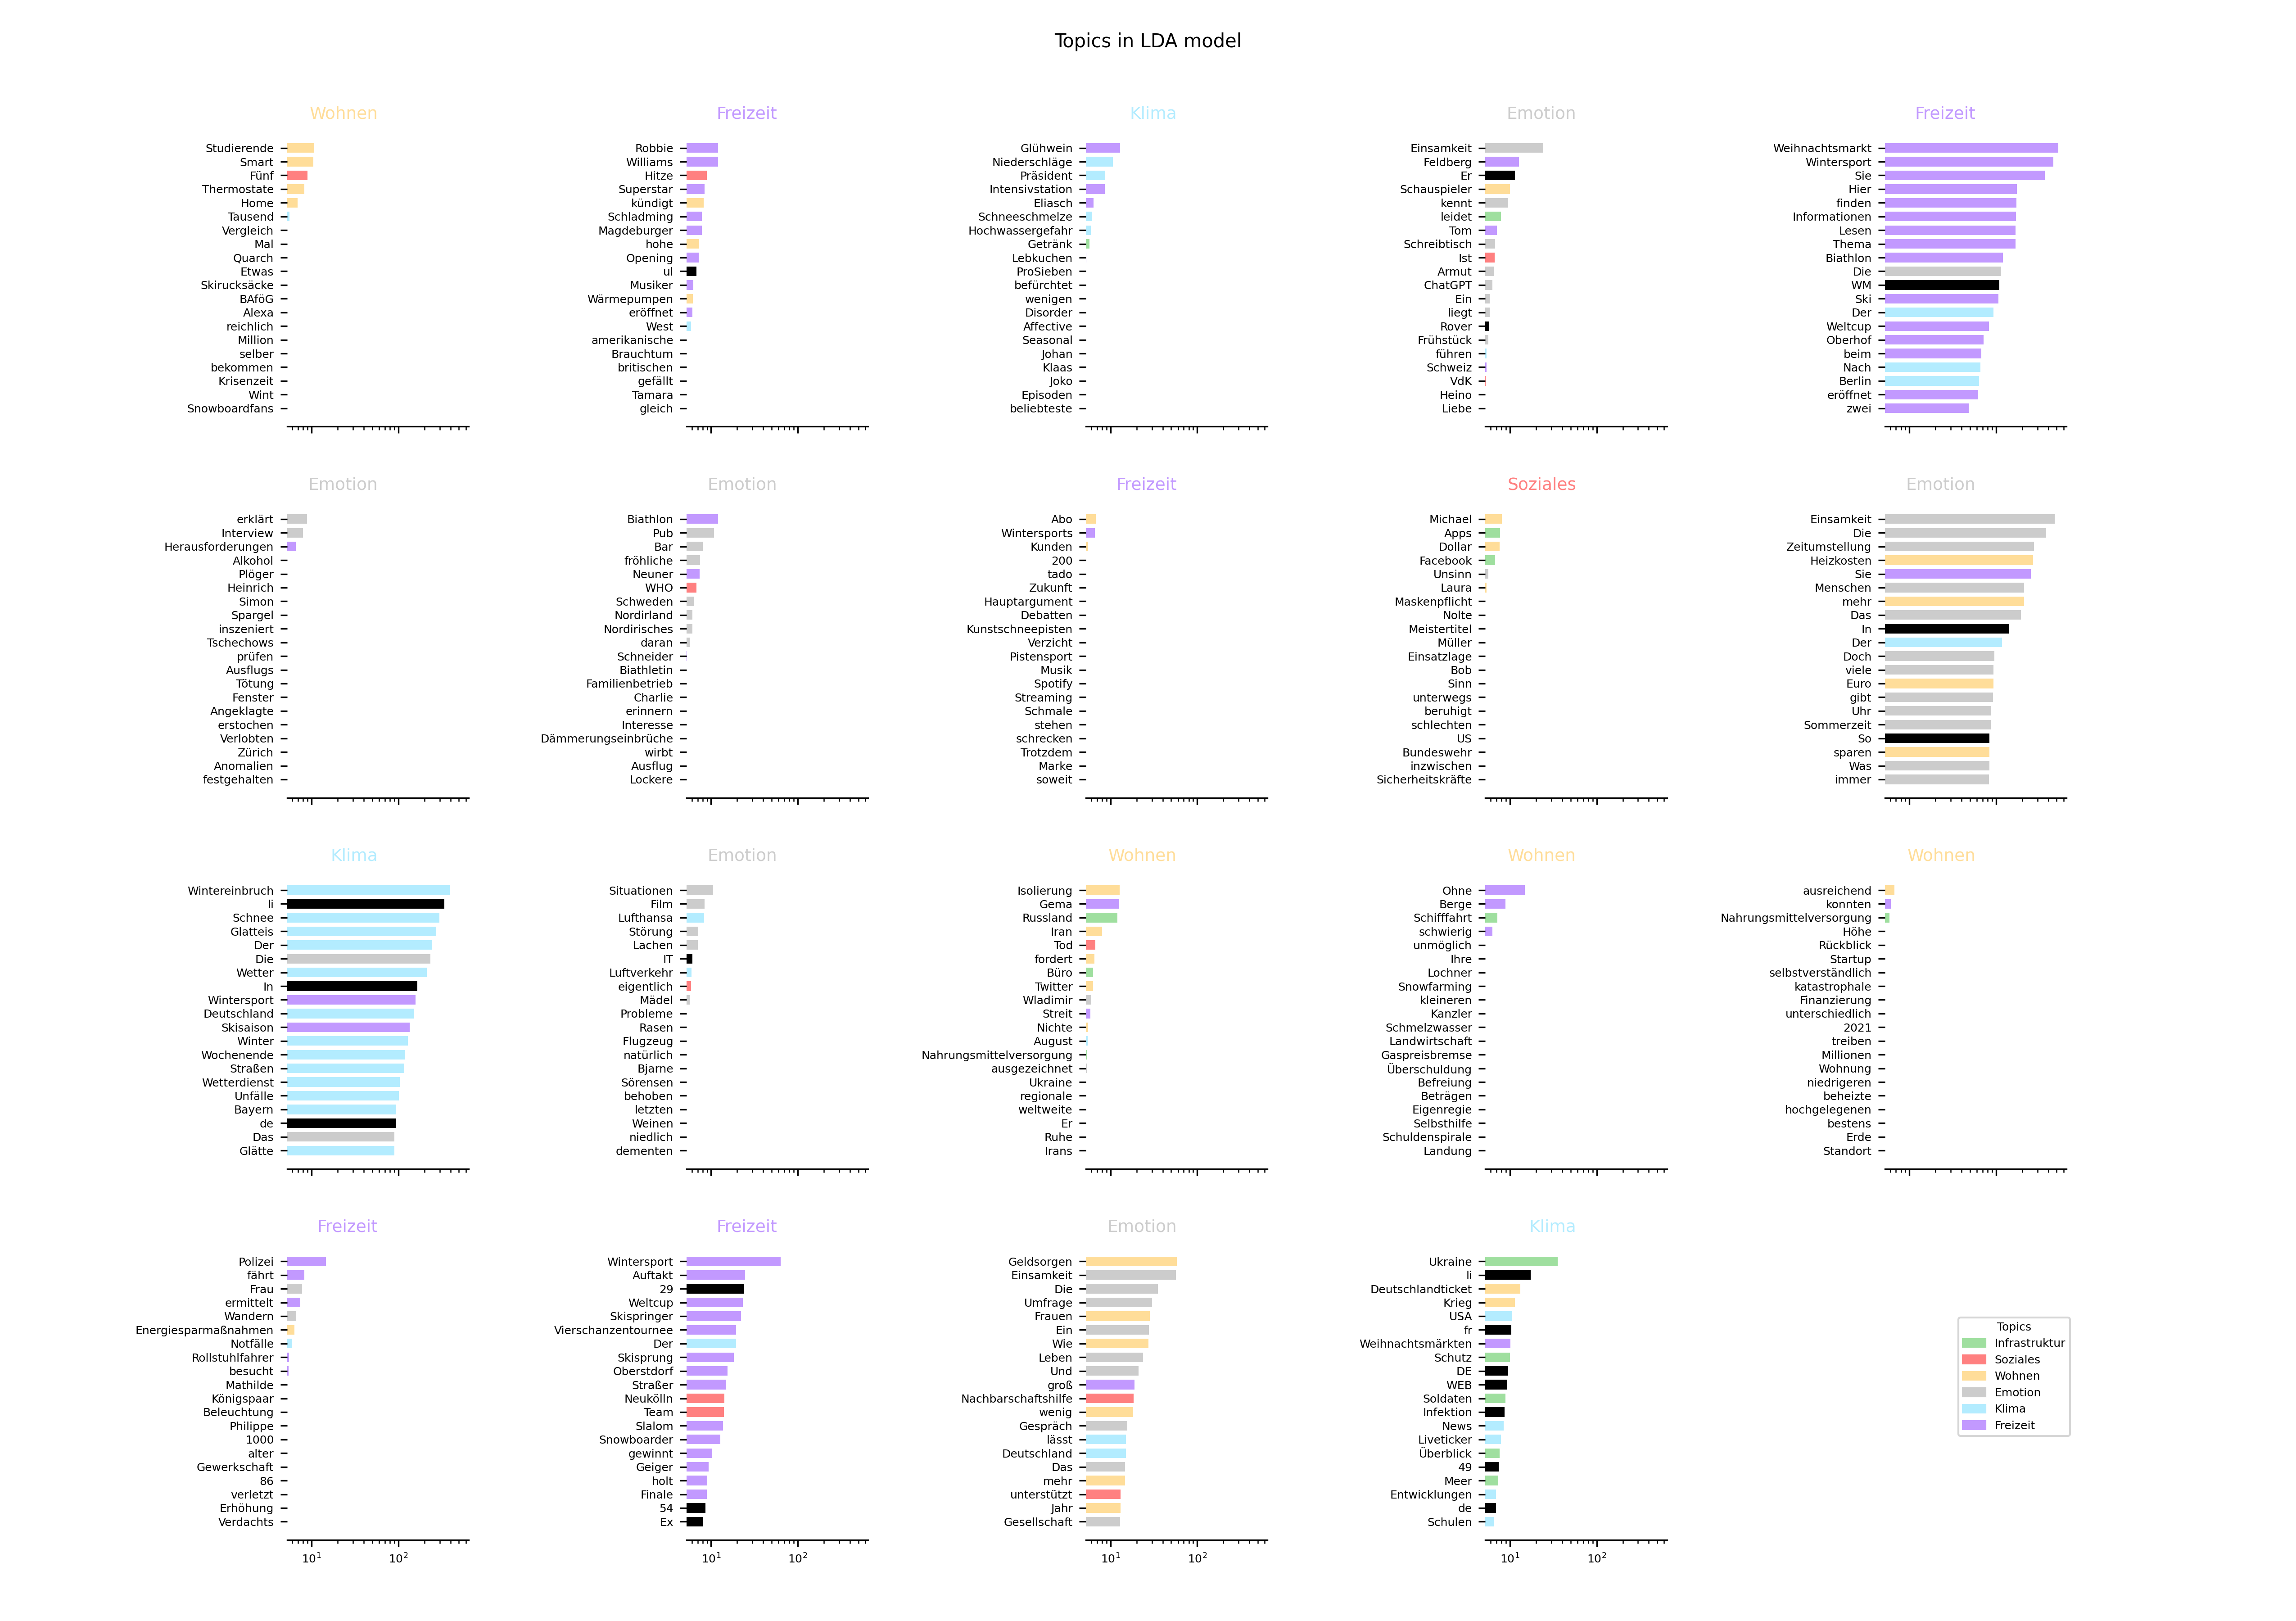 Topics in LDA model
Wohnen
Studierende
Smart
Fünf
Thermostate
Home
Tausend
Vergleich
Mal
Quarch
Etwas
Skirucksäcke
BAföG
Alexa
reichlich
Million
selber
bekommen
Krisenzeit
Wint
Snowboardfans
Freizeit
Robbie
Williams
Hitze
Superstar
kündigt
Schladming
Magdeburger
hohe
Opening
ul
Musiker
Wärmepumpen
eröffnet
West
amerikanische
Brauchtum
britischen
gefällt
Tamara
gleich
Klima
Glühwein
Niederschläge
Präsident
Intensivstation
Eliasch
Schneeschmelze
Hochwassergefahr
Getränk
Lebkuchen
ProSieben
befürchtet
wenigen
Disorder
Affective
Seasonal
Johan
Klaas
Joko
Episoden
beliebteste
Emotion
Einsamkeit
Feldberg
Er
Schauspieler
kennt
leidet
Tom
Schreibtisch
Ist
Armut
ChatGPT
Ein
liegt
Rover
Frühstück
führen
Schweiz
VdK
Heino
Liebe
Freizeit
Weihnachtsmarkt
Wintersport
Sie
Hier
finden
Informationen
Lesen
Thema
Biathlon
Die
WM
Ski
Der
Weltcup
Oberhof
beim
Nach
Berlin
eröffnet
zwei
Emotion
erklärt
Interview
Herausforderungen
Alkohol
Plöger
Heinrich
Simon
Spargel
inszeniert
Tschechows
prüfen
Ausflugs
Tötung
Fenster
Angeklagte
erstochen
Verlobten
Zürich
Anomalien
festgehalten
Emotion
Biathlon
Pub
Bar
fröhliche
Neuner
WHO
Schweden
Nordirland
Nordirisches
daran
Schneider
Biathletin
Familienbetrieb
Charlie
erinnern
Interesse
Dämmerungseinbrüche
wirbt
Ausflug
Lockere
Freizeit
Abo
Wintersports
Kunden
200
tado
Zukunft
Hauptargument
Debatten
Kunstschneepisten
Verzicht
Pistensport
Musik
Spotify
Streaming
Schmale
stehen
schrecken
Trotzdem
Marke
soweit
Soziales
Michael
Apps
Dollar
Facebook
Unsinn
Laura
Maskenpflicht
Nolte
Meistertitel
Müller
Einsatzlage
Bob
Sinn
unterwegs
beruhigt
schlechten
US
Bundeswehr
inzwischen
Sicherheitskräfte
Emotion
Einsamkeit
Die
Zeitumstellung
Heizkosten
Sie
Menschen
mehr
Das
In
Der
Doch
viele
Euro
gibt
Uhr
Sommerzeit
So
sparen
Was
immer
Klima
Wintereinbruch
li
Schnee
Glatteis
Der
Die
Wetter
In
Wintersport
Deutschland
Skisaison
Winter
Wochenende
Straßen
Wetterdienst
Unfälle
Bayern
de
Das
Glätte
Emotion
Situationen
Film
Lufthansa
Störung
Lachen
IT
Luftverkehr
eigentlich
Mädel
Probleme
Rasen
Flugzeug
natürlich
Bjarne
Sörensen
behoben
letzten
Weinen
niedlich
dementen
Wohnen
Isolierung
Gema
Russland
Iran
Tod
fordert
Büro
Twitter
Wladimir
Streit
Nichte
August
Nahrungsmittelversorgung
ausgezeichnet
Ukraine
regionale
weltweite
Er
Ruhe
Irans
Wohnen
Ohne
Berge
Schifffahrt
schwierig
unmöglich
Ihre
Lochner
Snowfarming
kleineren
Kanzler
Schmelzwasser
Landwirtschaft
Gaspreisbremse
Überschuldung
Befreiung
Beträgen
Eigenregie
Selbsthilfe
Schuldenspirale
Landung
Wohnen
ausreichend
konnten
Nahrungsmittelversorgung
Höhe
Rückblick
Startup
selbstverständlich
katastrophale
Finanzierung
unterschiedlich
2021
treiben
Millionen
Wohnung
niedrigeren
beheizte
hochgelegenen
bestens
Erde
Standort
Freizeit
Polizei
fährt
Frau
ermittelt
Wandern
Energiesparmaßnahmen
Notfälle
Rollstuhlfahrer
besucht
Mathilde
Königspaar
Beleuchtung
Philippe
1000
alter
Gewerkschaft
86
verletzt
Erhöhung
Verdachts
10¹ 10²
Freizeit
Wintersport
Auftakt
29
Weltcup
Skispringer
Vierschanzentournee
Der
Skisprung
Oberstdorf
Straßer
Neukölln
Team
Slalom
Snowboarder
gewinnt
Geiger
holt
Finale
54
Ex
10¹ 10²
Emotion
Geldsorgen
Einsamkeit
Die
Umfrage
Frauen
Ein
Wie
Leben
Und
groß
Nachbarschaftshilfe
wenig
Gespräch
lässt
Deutschland
Das
mehr
unterstützt
Jahr
Gesellschaft
10¹ 10²
Klima
Ukraine
li
Deutschlandticket
Krieg
USA
fr
Weihnachtsmärkten
Schutz
DE
WEB
Soldaten
Infektion
News
Liveticker
Überblick
49
Meer
Entwicklungen
de
Schulen
10¹ 10²
Topics
Infrastruktur
Soziales
Wohnen
Emotion
Klima
Freizeit